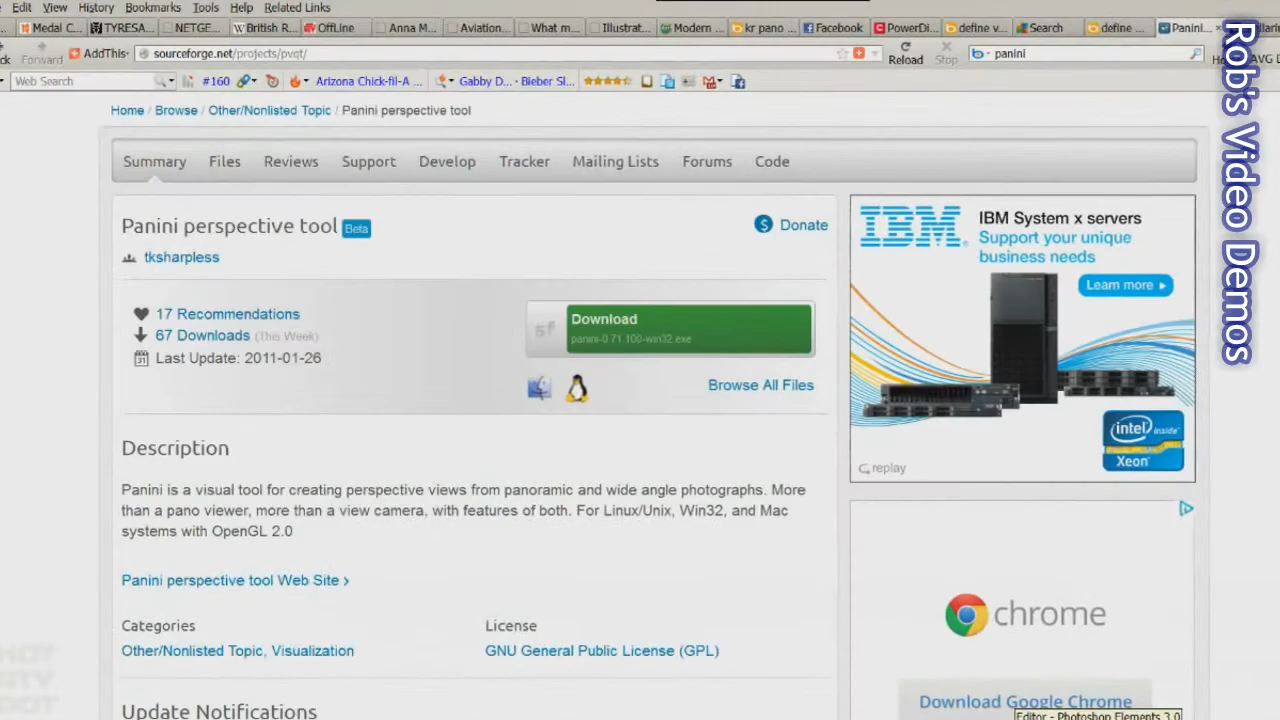 Edit View History Bookmarks Tools Help Related Links
Medal C... TYRESA... NETGE... British R... OffLine Anna M... Aviation... What m... Illustrat... Modern ... kr pano ... Facebook PowerDi... define v... Search define ... Panini...
Forward AddThis sourceforge.net/projects/pvqt/ Reload Stop panini
Web Search #160 Arizona Chick-fil-A ... Gabby D... · Bieber Sl... AVG
Home / Browse / Other/Nonlisted Topic / Panini perspective tool
Summary Files Reviews Support Develop Tracker Mailing Lists Forums Code
Panini perspective tool Beta
Donate
tksharpless
17 Recommendations
67 Downloads (This Week)
Last Update: 2011-01-26
sf Download
panini-0.71.100-win32.exe
Browse All Files
Description
Panini is a visual tool for creating perspective views from panoramic and wide angle photographs. More
than a pano viewer, more than a view camera, with features of both. For Linux/Unix, Win32, and Mac
systems with OpenGL 2.0
Panini perspective tool Web Site ›
Categories
Other/Nonlisted Topic, Visualization
License
GNU General Public License (GPL)
Update Notifications
IBM
IBM System x servers
Support your unique
business needs
Learn more
intel inside
Xeon
replay
chrome
Download Google Chrome
Editor - Photoshop Elements 3.0
Rob's Video Demos